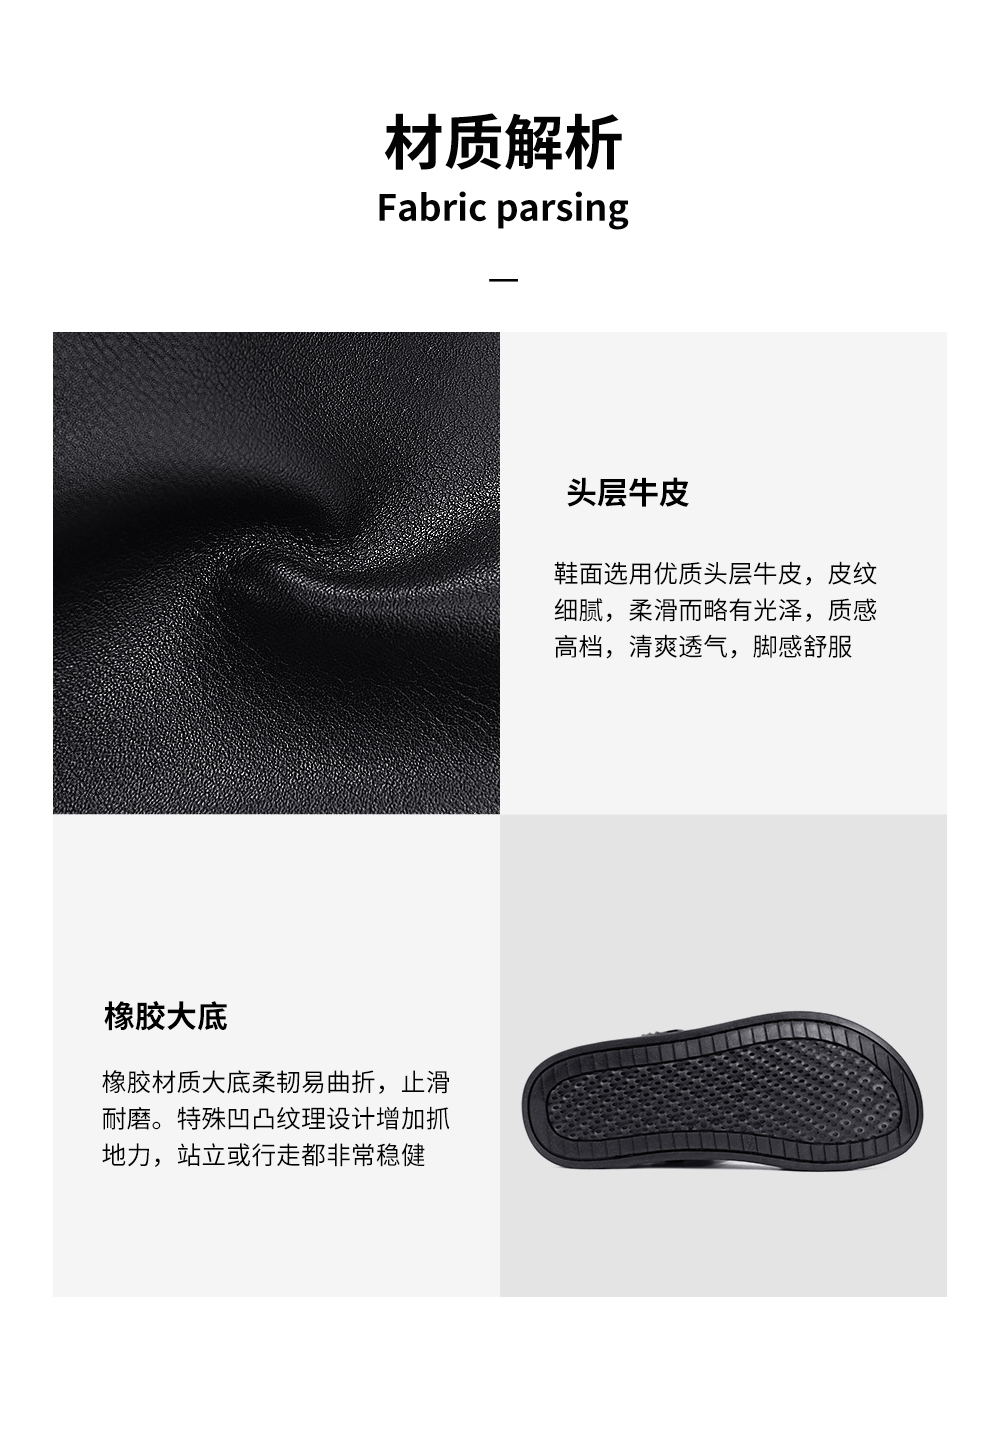 材质解析
Fabric parsing
头层牛皮
鞋面选用优质头层牛皮，皮纹
细腻，柔滑而略有光泽，质感
高档，清爽透气，脚感舒服
橡胶大底
橡胶材质大底柔韧易曲折，止滑
耐磨。特殊凹凸纹理设计增加抓
地力，站立或行走都非常稳健